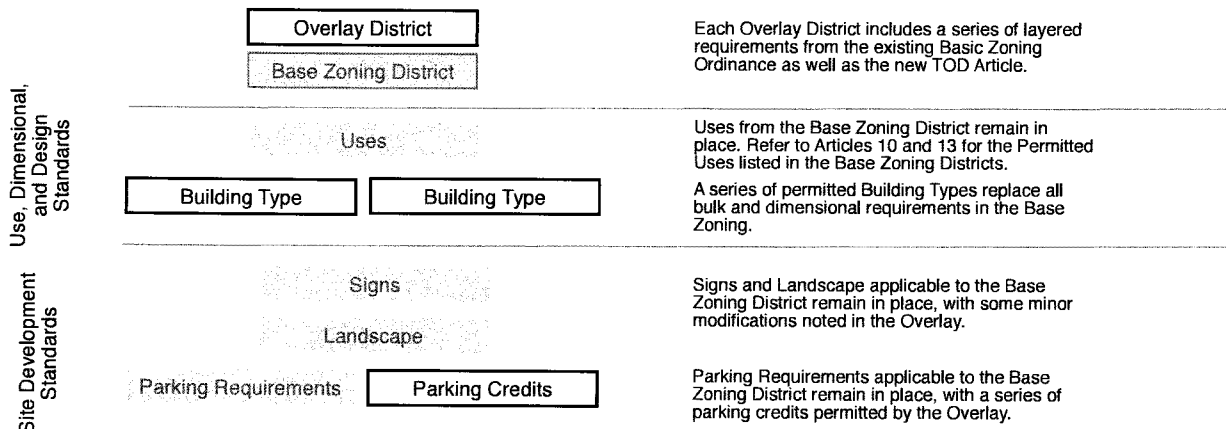 Overlay District
Base Zoning District
Each Overlay District includes a series of layered
requirements from the existing Basic Zoning
Ordinance as well as the new TOD Article.
Use, Dimensional,
and Design
Standards
Uses
Uses from the Base Zoning District remain in
place. Refer to Articles 10 and 13 for the Permitted
Uses listed in the Base Zoning Districts.
Building Type
Building Type
A series of permitted Building Types replace all
bulk and dimensional requirements in the Base
Zoning.
Site Development
Standards
Signs
Landscape
Signs and Landscape applicable to the Base
Zoning District remain in place, with some minor
modifications noted in the Overlay.
Parking Requirements
Parking Credits
Parking Requirements applicable to the Base
Zoning District remain in place, with a series of
parking credits permitted by the Overlay.